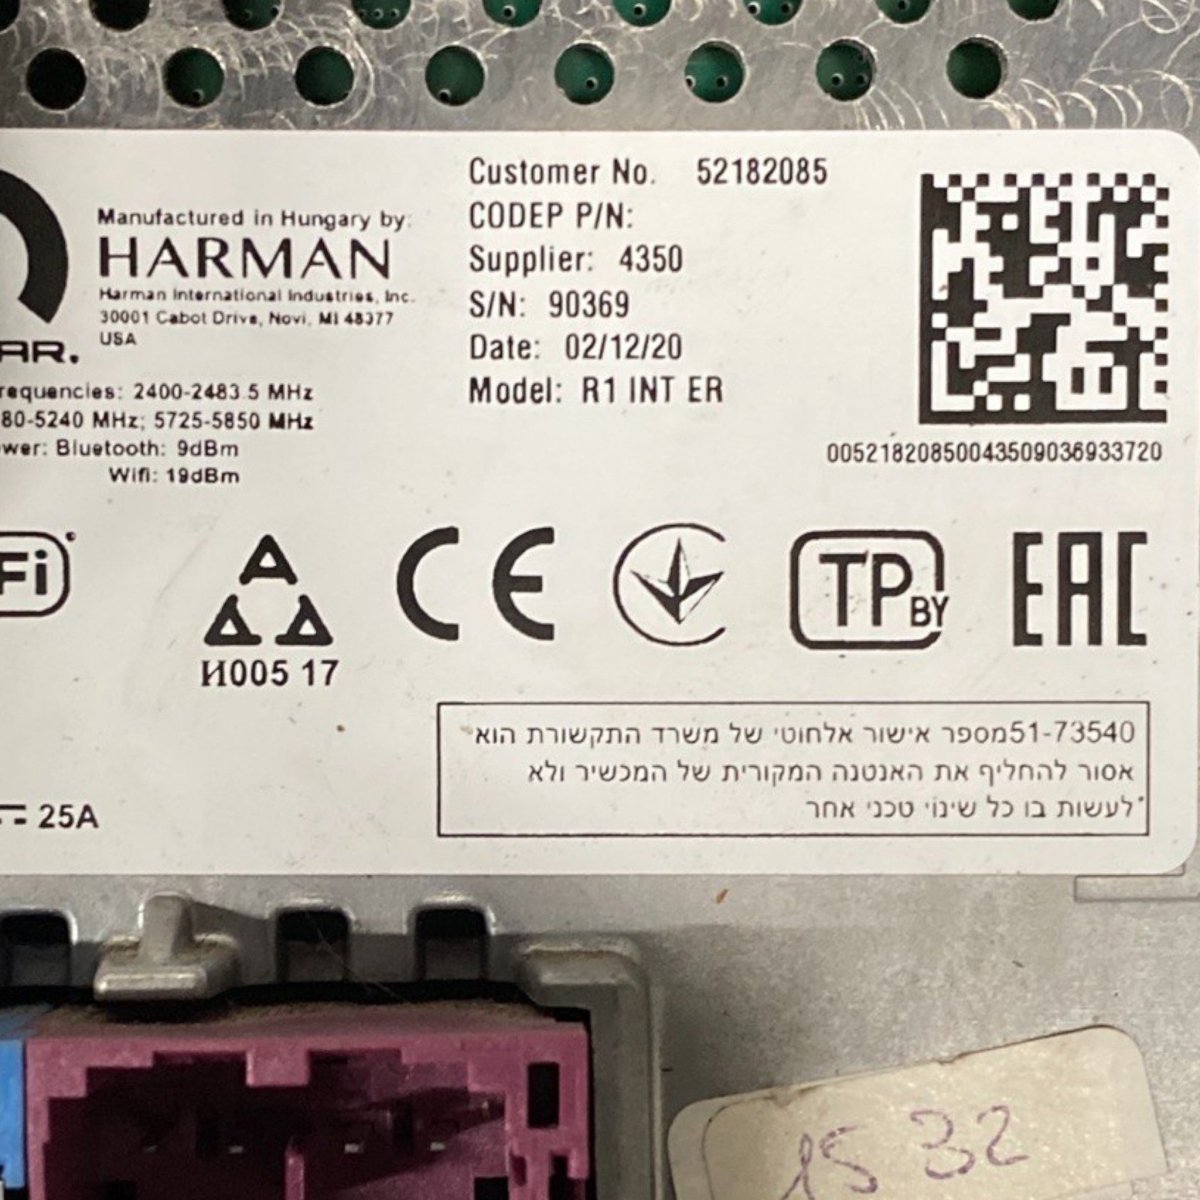 Manufactured in Hungary by:
HARMAN
Harman International Industries, Inc.
30001 Cabot Drive, Novi, MI 48377
USA
AR.
requencies: 2400-2483.5 MHz
80-5240 MHz; 5725-5850 MHz
wer: Bluetooth: 9dBm
Wifi: 19dBm
Customer No. 52182085
CODEP P/N:
Supplier: 4350
S/N: 90369
Date: 02/12/20
Model: R1 INT ER
00521820850043509036933720
Fi
И005 17
CE
TP BY
EAC
51-73540מספר אישור אלחוטי של משרד התקשורת הוא
אסור להחליף את האנטנה המקורית של המכשיר ולא
לעשות בו כל שינוי טכני אחר
25A
1532